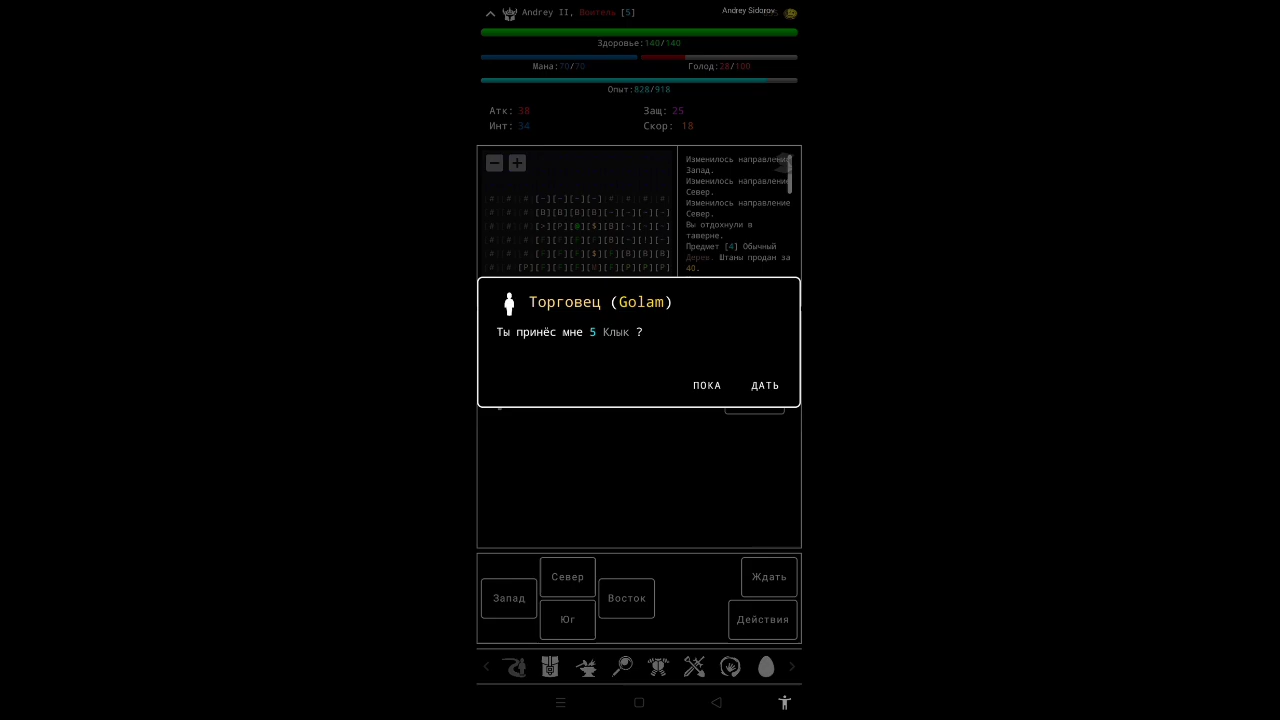 Andrey II, Воитель [5]
Andrey Sidorov
Здоровье:140/140
Мана:70/70
Голод:28/100
Опыт:828/918
Атк: 38
Защ: 25
Инт: 34
Скор: 18
Изменилось направление
Запад.
Изменилось направление
Север.
Изменилось направление
Север.
Вы отдохнули в
таверне.
Предмет [4] Обычный
Дерев. Штаны продан за
40.
Торговец (Golam)
Ты принёс мне 5 Клык ?
ПОКА ДАТЬ
Север
Ждать
Запад
Восток
Юг
Действия